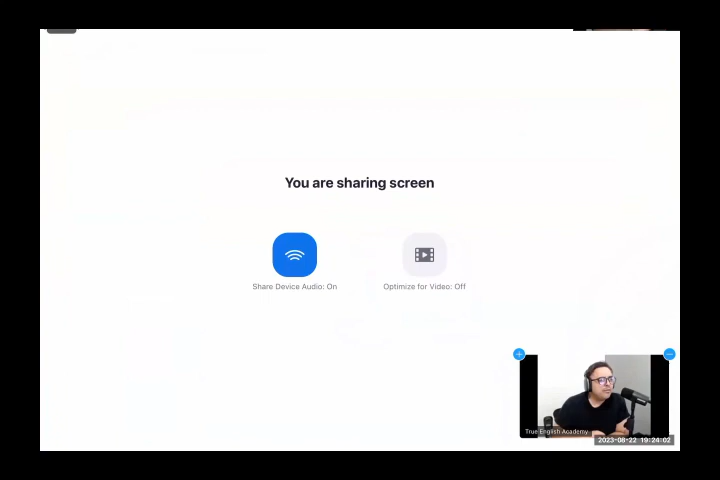 You are sharing screen
Share Device Audio: On
Optimize for Video: Off
True English Academy
2023-08-22 19:24:02